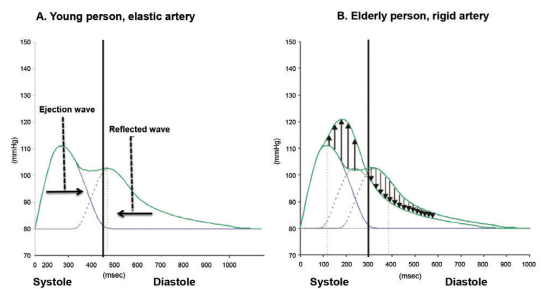 A. Young person, elastic artery
150
140
130
120
110
100
90
80
70
(mmHg)
Ejection wave
Reflected wave
0 200 300 400 500 600 700 800 900 1000
(msec)
Systole Diastole
B. Elderly person, rigid artery
150
140
130
120
110
100
90
80
70
(mmHg)
0 100 200 300 400 500 600 700 800 900 1000
(msec)
Systole Diastole